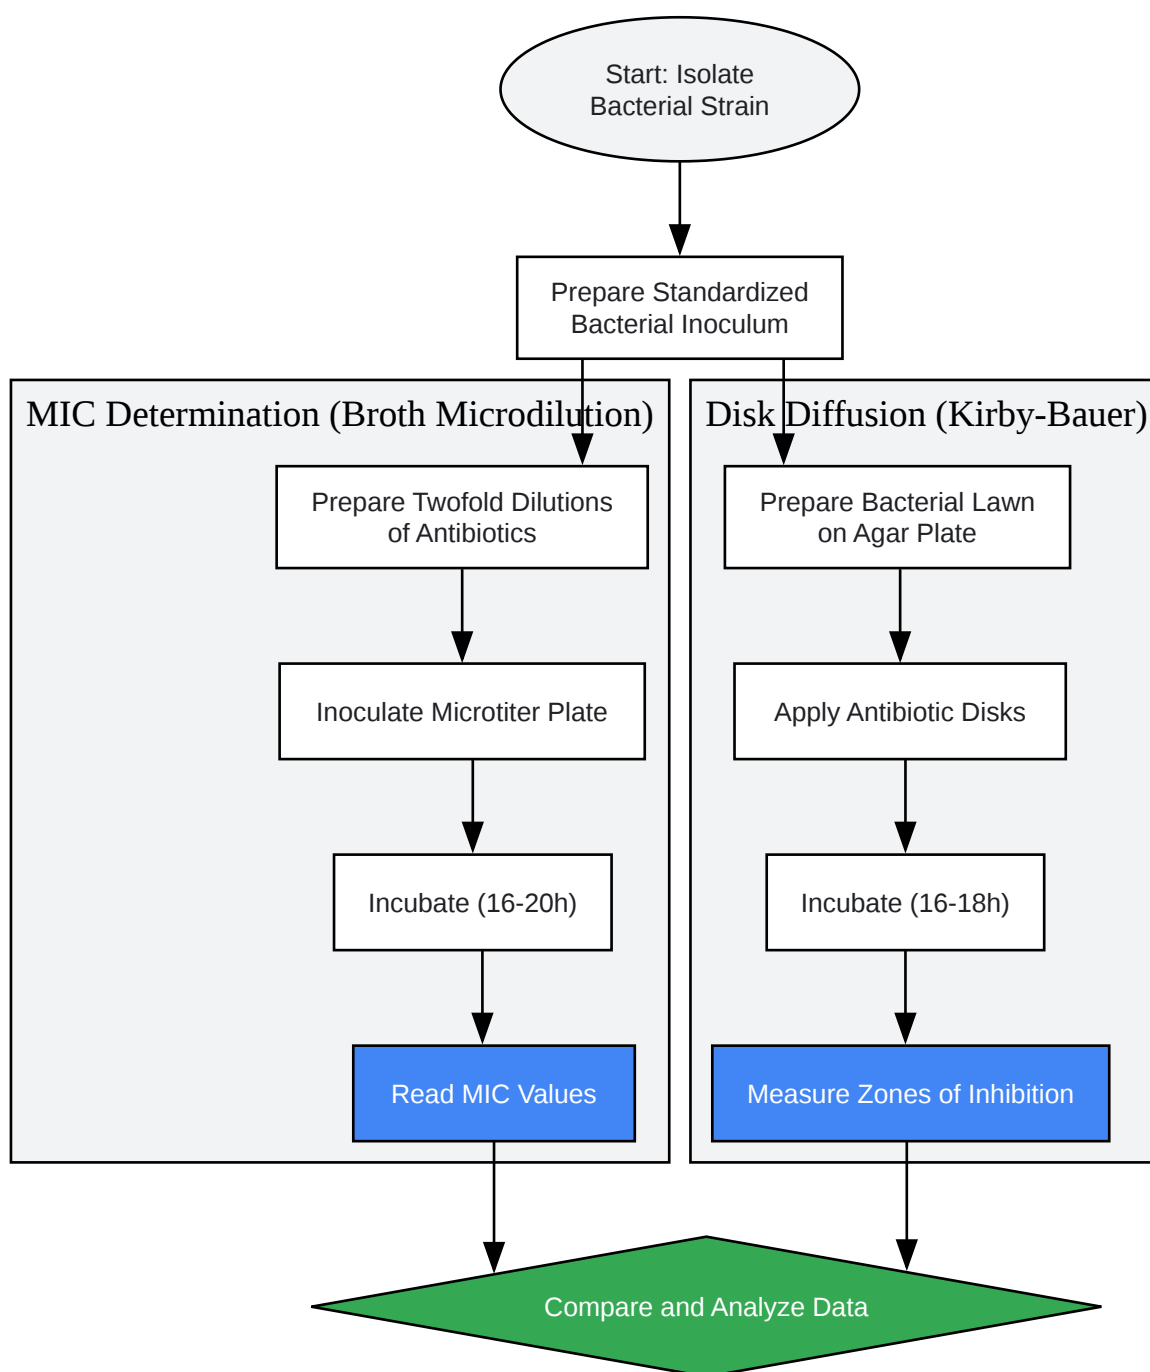 Start: Isolate
Bacterial Strain
Prepare Standardized
Bacterial Inoculum
MIC Determination (Broth Microdilution)
Prepare Twofold Dilutions
of Antibiotics
Inoculate Microtiter Plate
Incubate (16-20h)
Read MIC Values
Disk Diffusion (Kirby-Bauer)
Prepare Bacterial Lawn
on Agar Plate
Apply Antibiotic Disks
Incubate (16-18h)
Measure Zones of Inhibition
Compare and Analyze Data